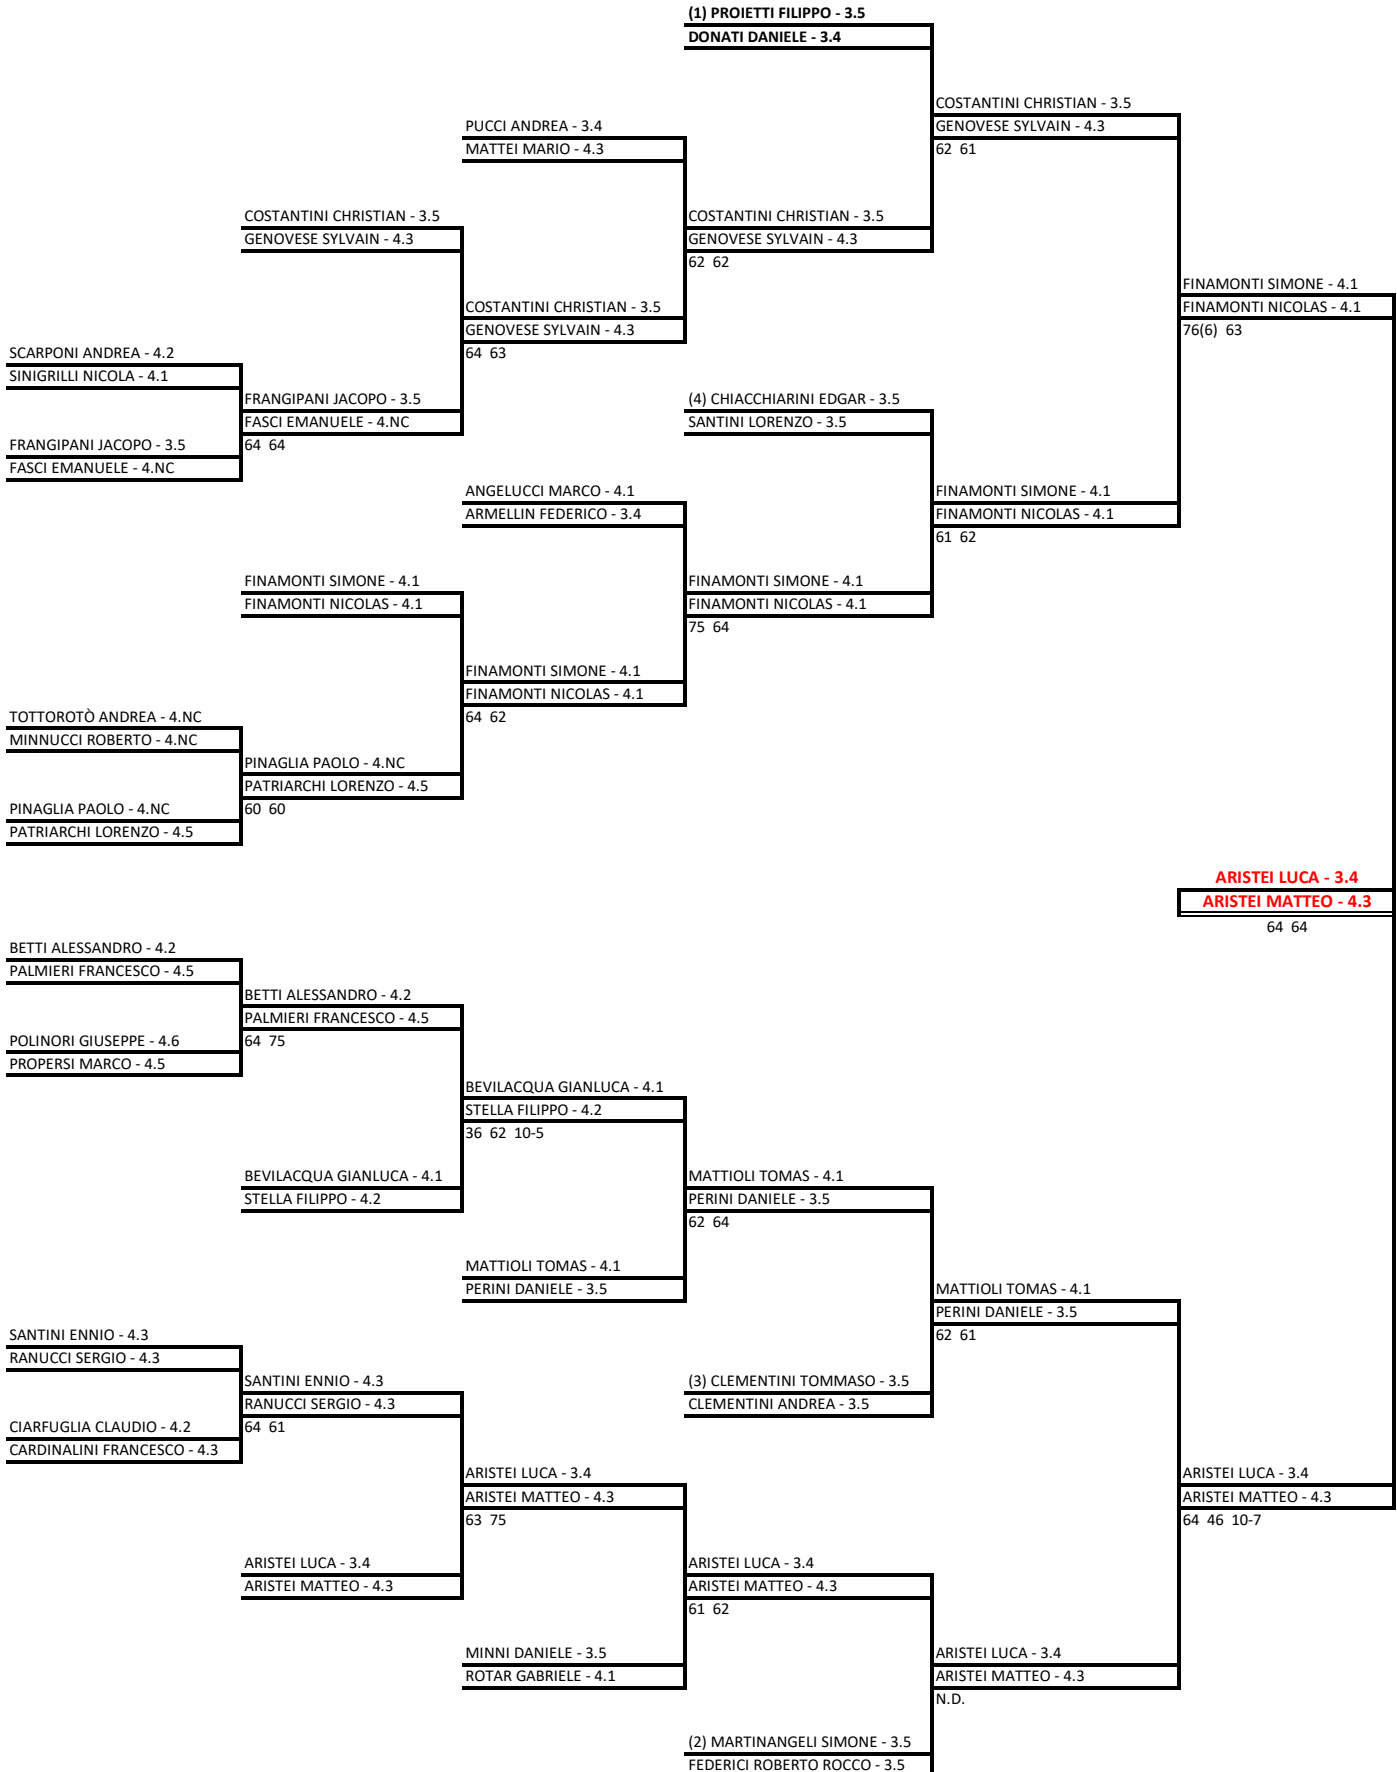 (1) PROIETTI FILIPPO - 3.5
DONATI DANIELE - 3.4
COSTANTINI CHRISTIAN - 3.5
PUCCI ANDREA - 3.4
GENOVESE SYLVAIN - 4.3
MATTEI MARIO - 4.3
62 61
COSTANTINI CHRISTIAN - 3.5
COSTANTINI CHRISTIAN - 3.5
GENOVESE SYLVAIN - 4.3
GENOVESE SYLVAIN - 4.3
62 62
FINAMONTI SIMONE - 4.1
COSTANTINI CHRISTIAN - 3.5
FINAMONTI NICOLAS - 4.1
GENOVESE SYLVAIN - 4.3
76(6) 63
SCARPONI ANDREA - 4.2
64 63
SINIGRILLI NICOLA - 4.1
FRANGIPANI JACOPO - 3.5
(4) CHIACCHIARINI EDGAR - 3.5
FASCI EMANUELE - 4.NC
SANTINI LORENZO - 3.5
FRANGIPANI JACOPO - 3.5
64 64
FASCI EMANUELE - 4.NC
ANGELUCCI MARCO - 4.1
FINAMONTI SIMONE - 4.1
ARMELLIN FEDERICO - 3.4
FINAMONTI NICOLAS - 4.1
61 62
FINAMONTI SIMONE - 4.1
FINAMONTI SIMONE - 4.1
FINAMONTI NICOLAS - 4.1
FINAMONTI NICOLAS - 4.1
75 64
FINAMONTI SIMONE - 4.1
FINAMONTI NICOLAS - 4.1
TOTTOROTÒ ANDREA - 4.NC
64 62
MINNUCCI ROBERTO - 4.NC
PINAGLIA PAOLO - 4.NC
PATRIARCHI LORENZO - 4.5
PINAGLIA PAOLO - 4.NC
60 60
PATRIARCHI LORENZO - 4.5
ARISTEI LUCA - 3.4
ARISTEI MATTEO - 4.3
64 64
BETTI ALESSANDRO - 4.2
PALMIERI FRANCESCO - 4.5
BETTI ALESSANDRO - 4.2
PALMIERI FRANCESCO - 4.5
POLINORI GIUSEPPE - 4.6
64 75
PROPERSI MARCO - 4.5
BEVILACQUA GIANLUCA - 4.1
STELLA FILIPPO - 4.2
36 62 10-5
BEVILACQUA GIANLUCA - 4.1
MATTIOLI TOMAS - 4.1
STELLA FILIPPO - 4.2
PERINI DANIELE - 3.5
62 64
MATTIOLI TOMAS - 4.1
PERINI DANIELE - 3.5
MATTIOLI TOMAS - 4.1
PERINI DANIELE - 3.5
SANTINI ENNIO - 4.3
62 61
RANUCCI SERGIO - 4.3
SANTINI ENNIO - 4.3
(3) CLEMENTINI TOMMASO - 3.5
RANUCCI SERGIO - 4.3
CLEMENTINI ANDREA - 3.5
CIARFUGLIA CLAUDIO - 4.2
64 61
CARDINALINI FRANCESCO - 4.3
ARISTEI LUCA - 3.4
ARISTEI LUCA - 3.4
ARISTEI MATTEO - 4.3
ARISTEI MATTEO - 4.3
63 75
64 46 10-7
ARISTEI LUCA - 3.4
ARISTEI LUCA - 3.4
ARISTEI MATTEO - 4.3
ARISTEI MATTEO - 4.3
61 62
MINNI DANIELE - 3.5
ARISTEI LUCA - 3.4
ROTAR GABRIELE - 4.1
ARISTEI MATTEO - 4.3
N.D.
(2) MARTINANGELI SIMONE - 3.5
FEDERICI ROBERTO ROCCO - 3.5